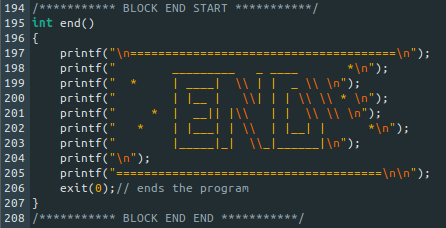 194 /*********** BLOCK END START ***********/
195 int end()
196 {
197     printf("\n======================================\n");
198     printf("        _________   _ ____       *\n");
199     printf("  *     | ____|  \\ | |  _ \\ \n");
200     printf("        | |__ |   \\| | | \\ \\ * \n");
201     printf("     *  |  __|| |\\   | |  \\ \\ \n");
202     printf("   *    | |___| | \\  | |__| |      *\n");
203     printf("        |_____|_|  \\_|______|\n");
204     printf("\n");
205     printf("======================================\n\n");
206     exit(0);// ends the program
207 }
208 /*********** BLOCK END END ***********/